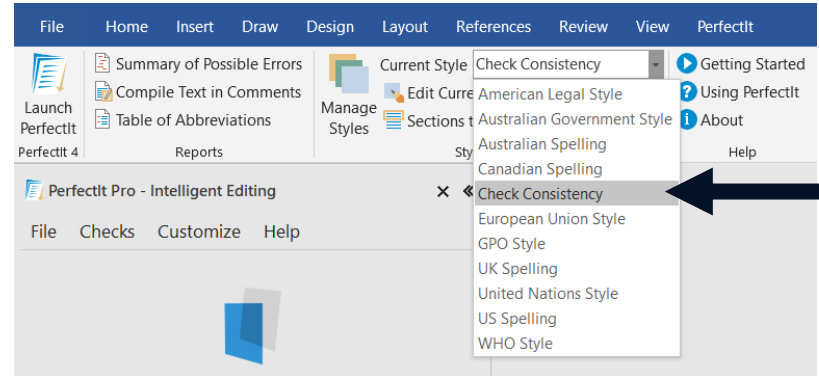 File Home Insert Draw Design Layout References Review View PerfectIt
Summary of Possible Errors Current Style Check Consistency Getting Started
Launch PerfectIt Compile Text in Comments Manage Styles Edit Using PerfectIt
Table of Abbreviations Sections About
PerfectIt 4 Reports Help
American Legal Style
Australian Government Style
Australian Spelling
Canadian Spelling
Check Consistency
European Union Style
GPO Style
UK Spelling
United Nations Style
US Spelling
WHO Style
PerfectIt Pro - Intelligent Editing
File Checks Customize Help